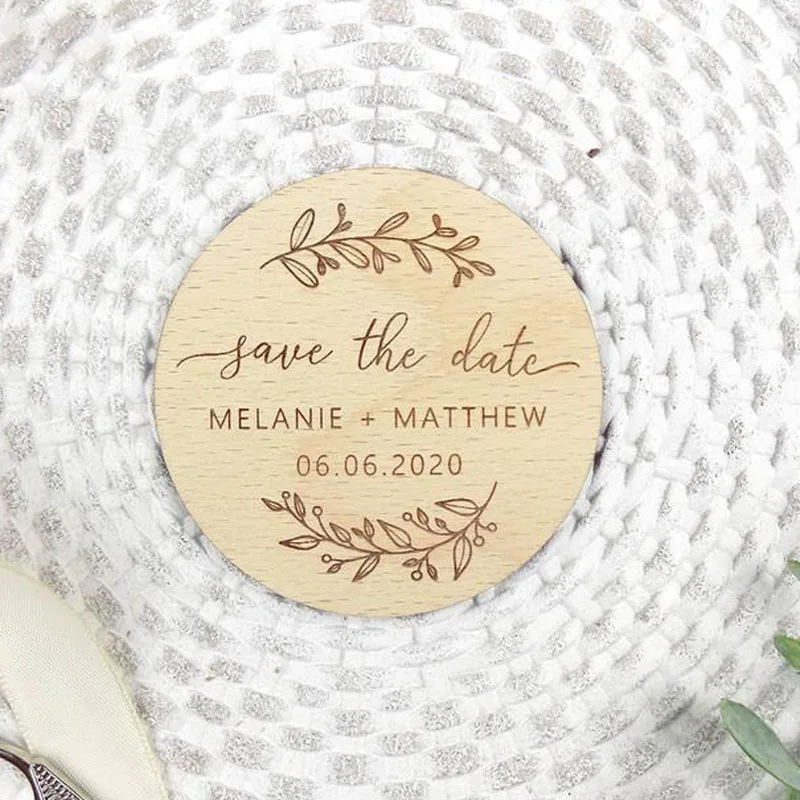 save the date
MELANIE + MATTHEW
06.06.2020